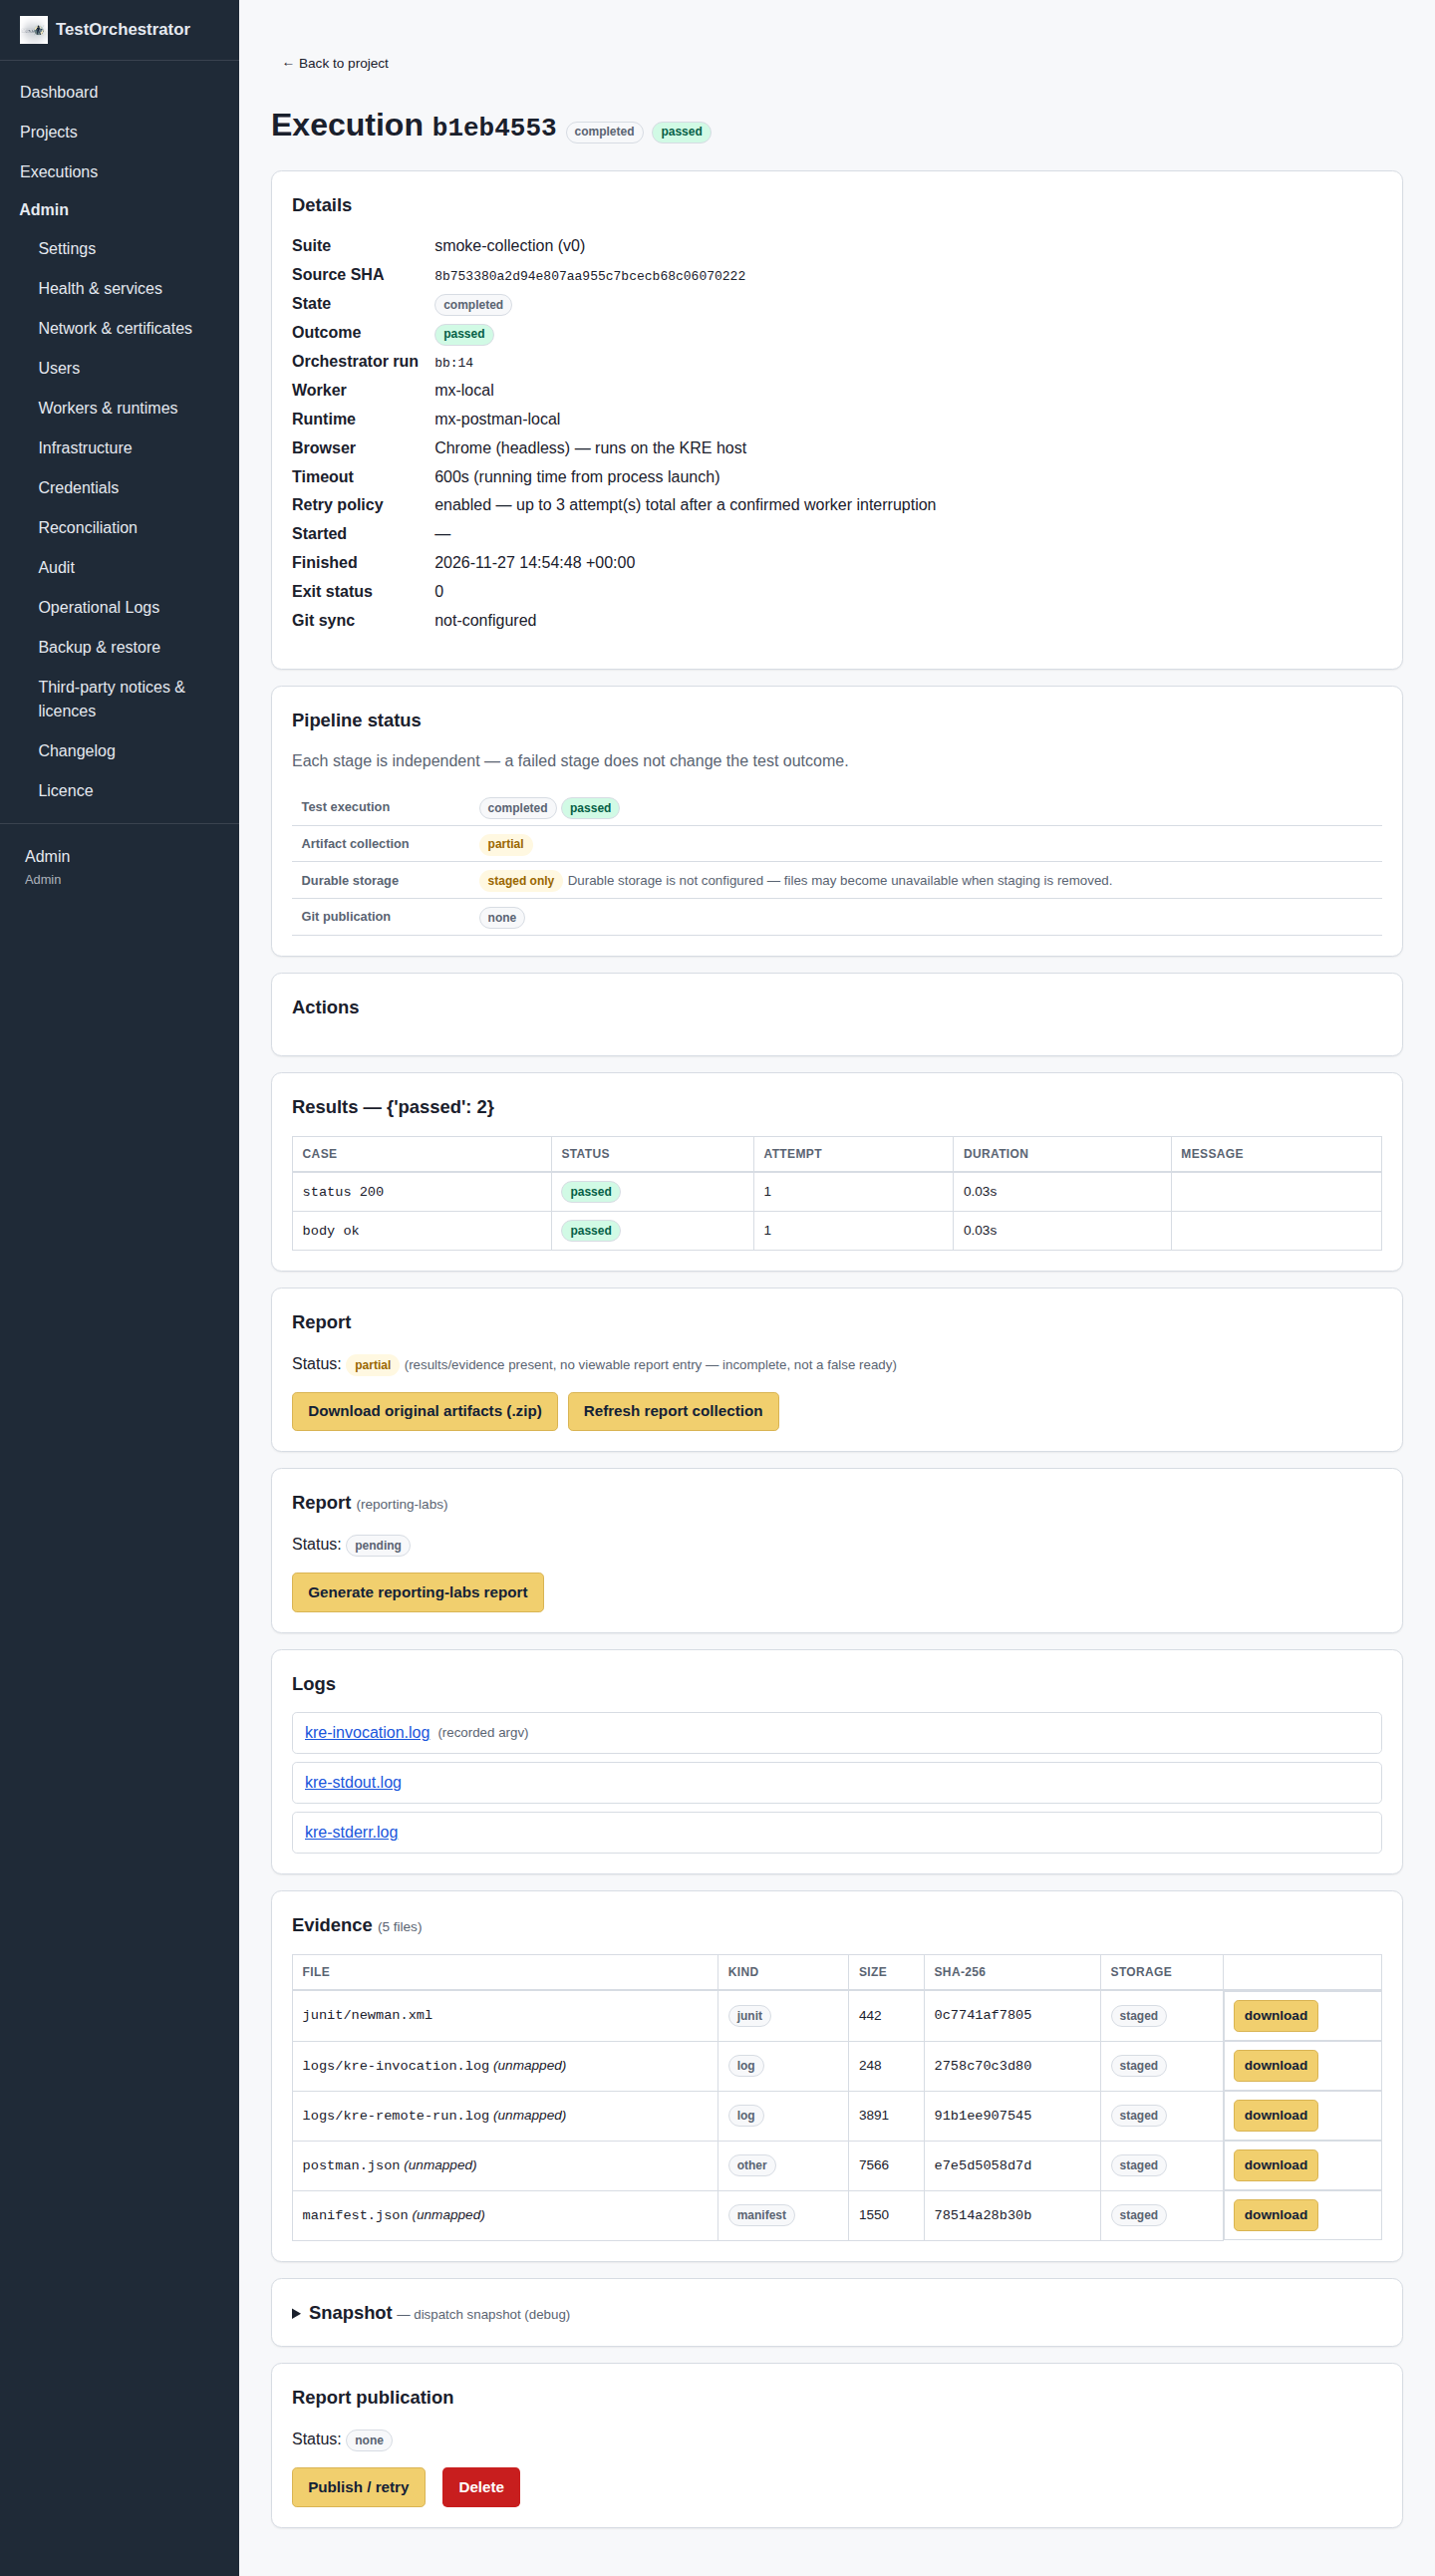 TestOrchestrator
Dashboard
Projects
Executions
Admin
Settings
Health & services
Network & certificates
Users
Workers & runtimes
Infrastructure
Credentials
Reconciliation
Audit
Operational Logs
Backup & restore
Third-party notices &
licences
Changelog
Licence
Admin
Admin
← Back to project
Execution b1eb4553 completed passed
Details
Suite smoke-collection (v0)
Source SHA 8b753380a2d94e807aa955c7bcecb68c06070222
State completed
Outcome passed
Orchestrator run bb:14
Worker mx-local
Runtime mx-postman-local
Browser Chrome (headless) — runs on the KRE host
Timeout 600s (running time from process launch)
Retry policy enabled — up to 3 attempt(s) total after a confirmed worker interruption
Started —
Finished 2026-11-27 14:54:48 +00:00
Exit status 0
Git sync not-configured
Pipeline status
Each stage is independent — a failed stage does not change the test outcome.
Test execution completed passed
Artifact collection partial
Durable storage staged only Durable storage is not configured — files may become unavailable when staging is removed.
Git publication none
Actions
Results — {'passed': 2}
CASE STATUS ATTEMPT DURATION MESSAGE
status 200 passed 1 0.03s
body ok passed 1 0.03s
Report
Status: partial (results/evidence present, no viewable report entry — incomplete, not a false ready)
Download original artifacts (.zip) Refresh report collection
Report (reporting-labs)
Status: pending
Generate reporting-labs report
Logs
kre-invocation.log (recorded argv)
kre-stdout.log
kre-stderr.log
Evidence (5 files)
FILE KIND SIZE SHA-256 STORAGE
junit/newman.xml junit 442 0c7741af7805 staged download
logs/kre-invocation.log (unmapped) log 248 2758c70c3d80 staged download
logs/kre-remote-run.log (unmapped) log 3891 91b1ee907545 staged download
postman.json (unmapped) other 7566 e7e5d5058d7d staged download
manifest.json (unmapped) manifest 1550 78514a28b30b staged download
Snapshot — dispatch snapshot (debug)
Report publication
Status: none
Publish / retry Delete